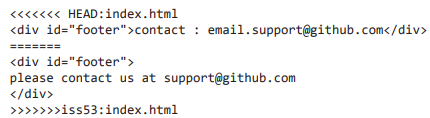 <<<<<<< HEAD:index.html
<div id="footer">contact : email.support@github.com</div>
=======
<div id="footer">
please contact us at support@github.com
</div>
>>>>>>>iss53:index.html